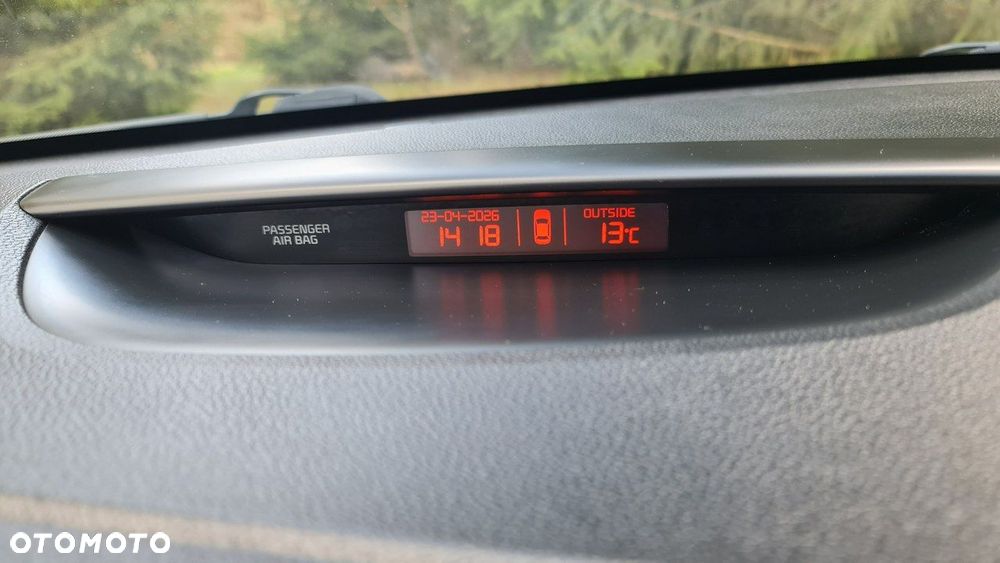 PASSENGER
AIR BAG
23-04-2026
14 18
OUTSIDE
13°C
OTOMOTO